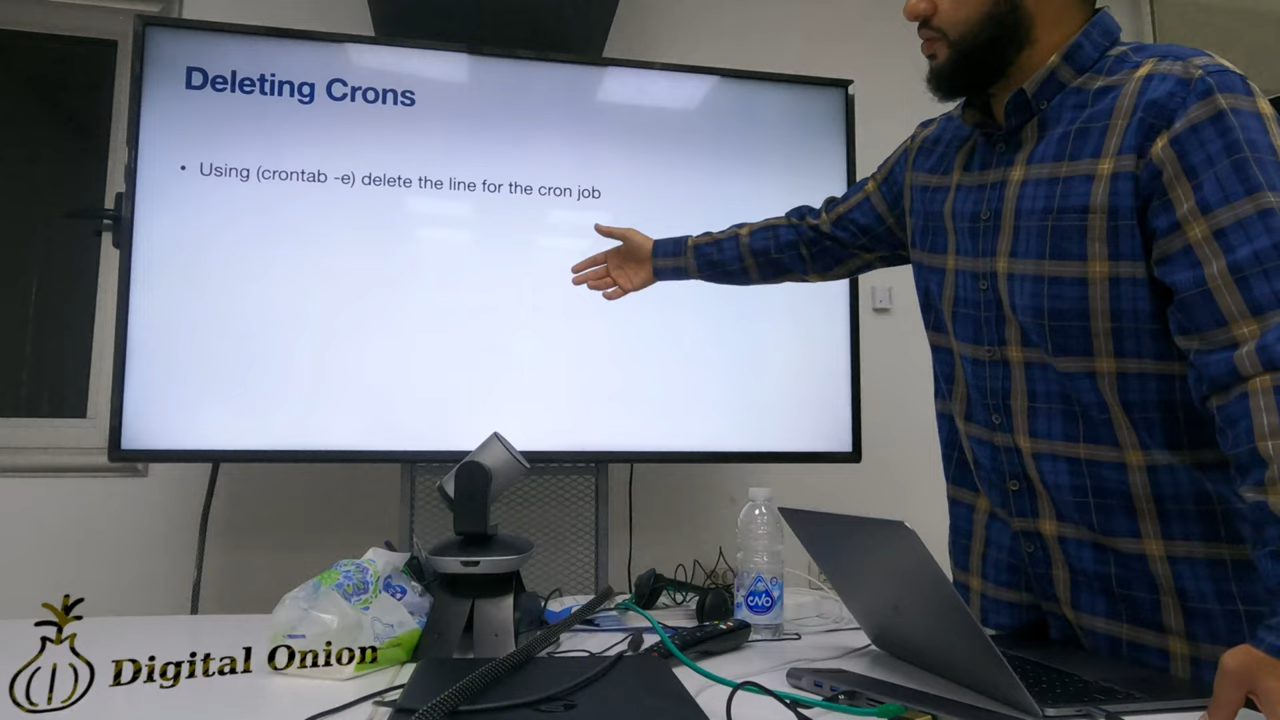 Deleting Crons
• Using (crontab -e) delete the line for the cron job
Digital Onion